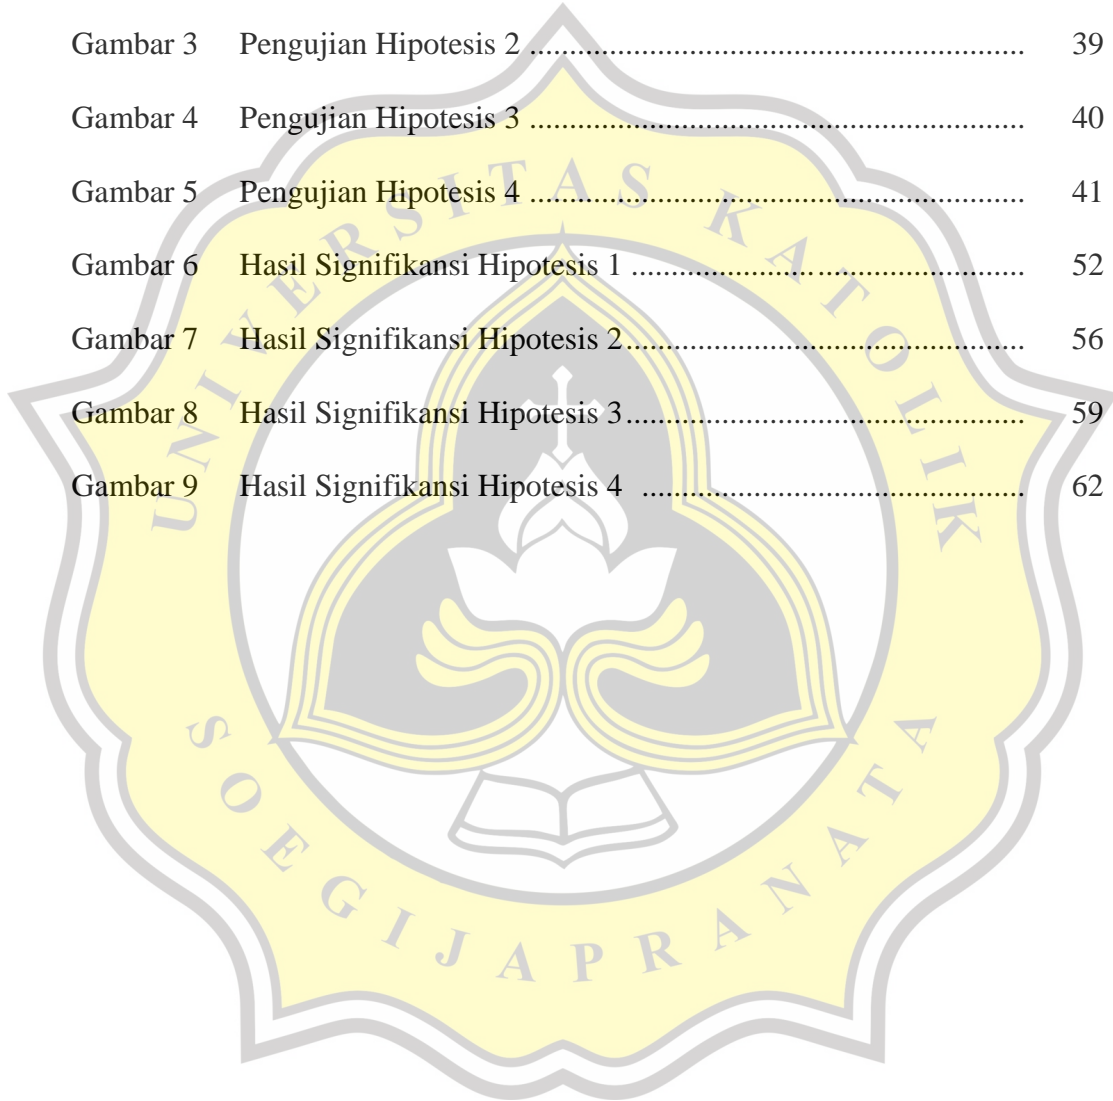 Gambar 3 Pengujian Hipotesis 2 ................................................................ 39
Gambar 4 Pengujian Hipotesis 3 ................................................................ 40
Gambar 5 Pengujian Hipotesis 4 ................................................................ 41
Gambar 6 Hasil Signifikansi Hipotesis 1 ................................................... 52
Gambar 7 Hasil Signifikansi Hipotesis 2.................................................... 56
Gambar 8 Hasil Signifikansi Hipotesis 3.................................................... 59
Gambar 9 Hasil Signifikansi Hipotesis 4 .................................................. 62
UNIVERSITAS KATOLIK
SOEGIJAPRANATA